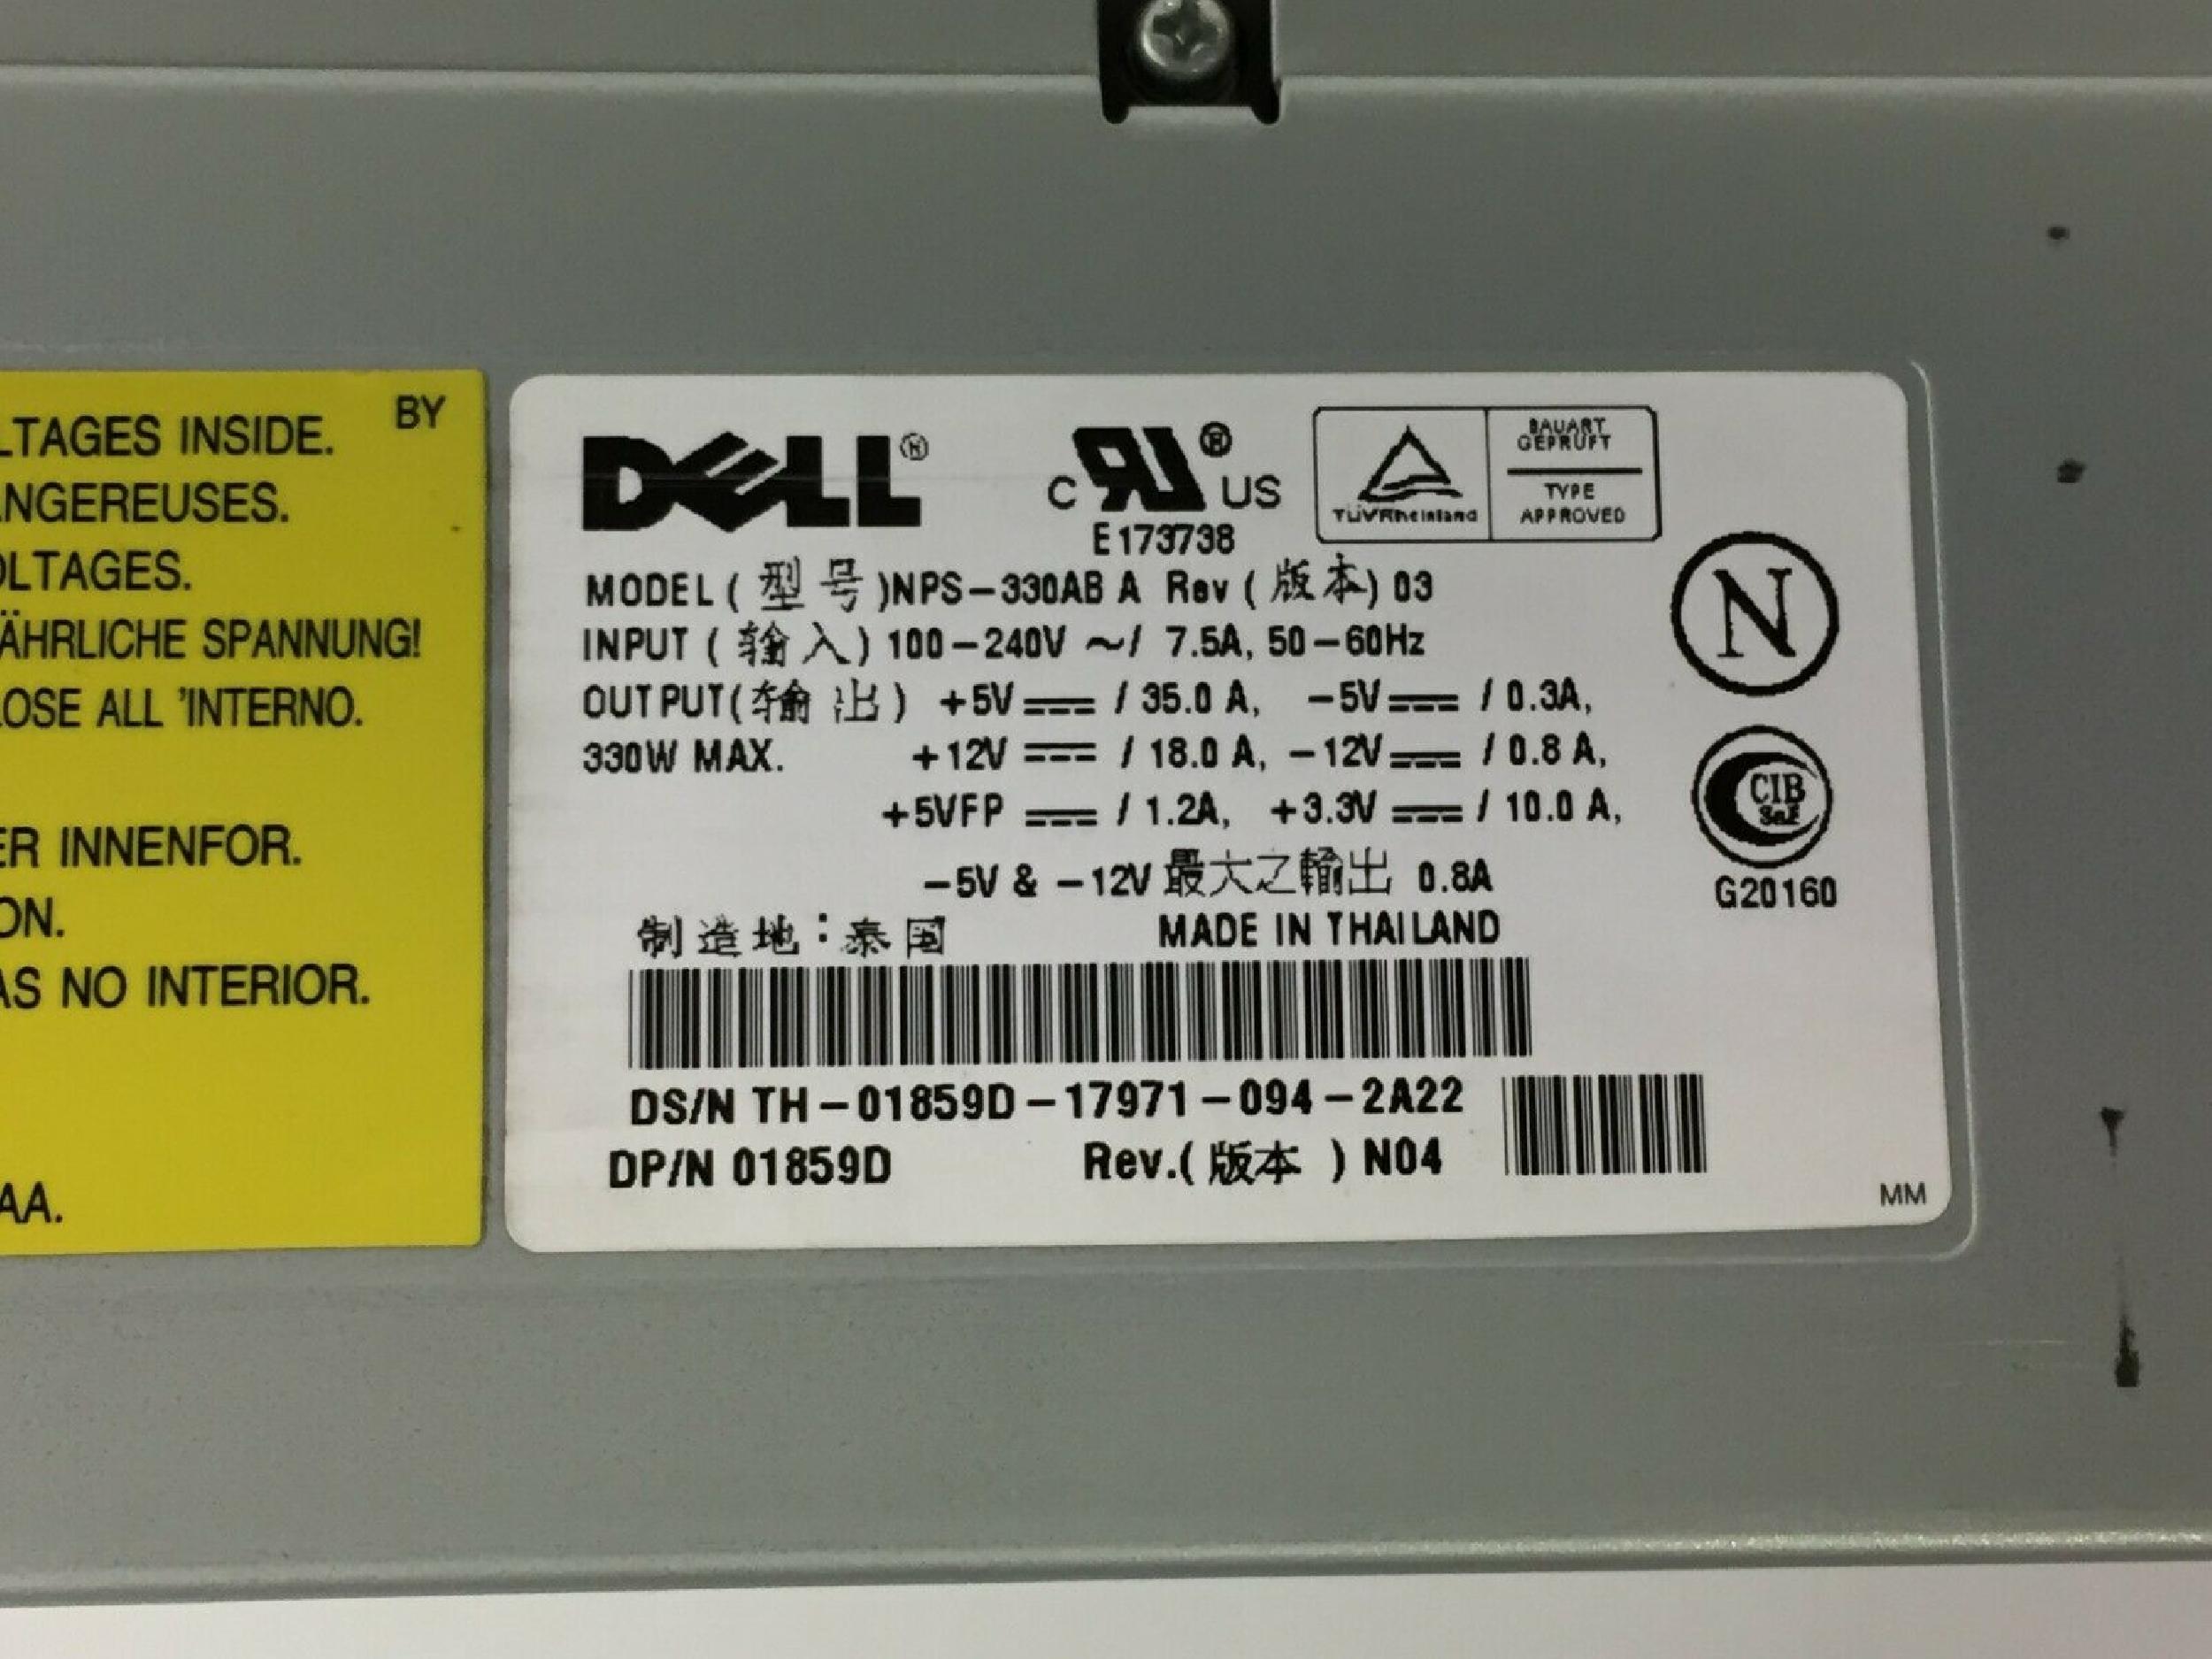 LTAGES INSIDE. BY
ANGEREUSES.
OLTAGES.
ÄHRLICHE SPANNUNG!
LOSE ALL 'INTERNO.
ER INNENFOR.
ON.
AS NO INTERIOR.
AA.
DELL®
C UL® US
E173738
TÜVRheinland
BAUART
GEPRÜFT
TYPE
APPROVED
N
MODEL (型号)NPS-330AB A Rev (版本) 03
INPUT (输入) 100-240V ~/ 7.5A, 50-60Hz
OUTPUT(输出) +5V⎓ / 35.0 A, -5V⎓ / 0.3A,
330W MAX. +12V ⎓ / 18.0 A, -12V⎓ / 0.8 A,
+5VFP ⎓ / 1.2A, +3.3V ⎓ / 10.0 A,
-5V & -12V 最大之輸出 0.8A
CIB
G20160
制造地:泰国 MADE IN THAILAND
DS/N TH-01859D-17971-094-2A22
DP/N 01859D Rev.(版本) N04
MM